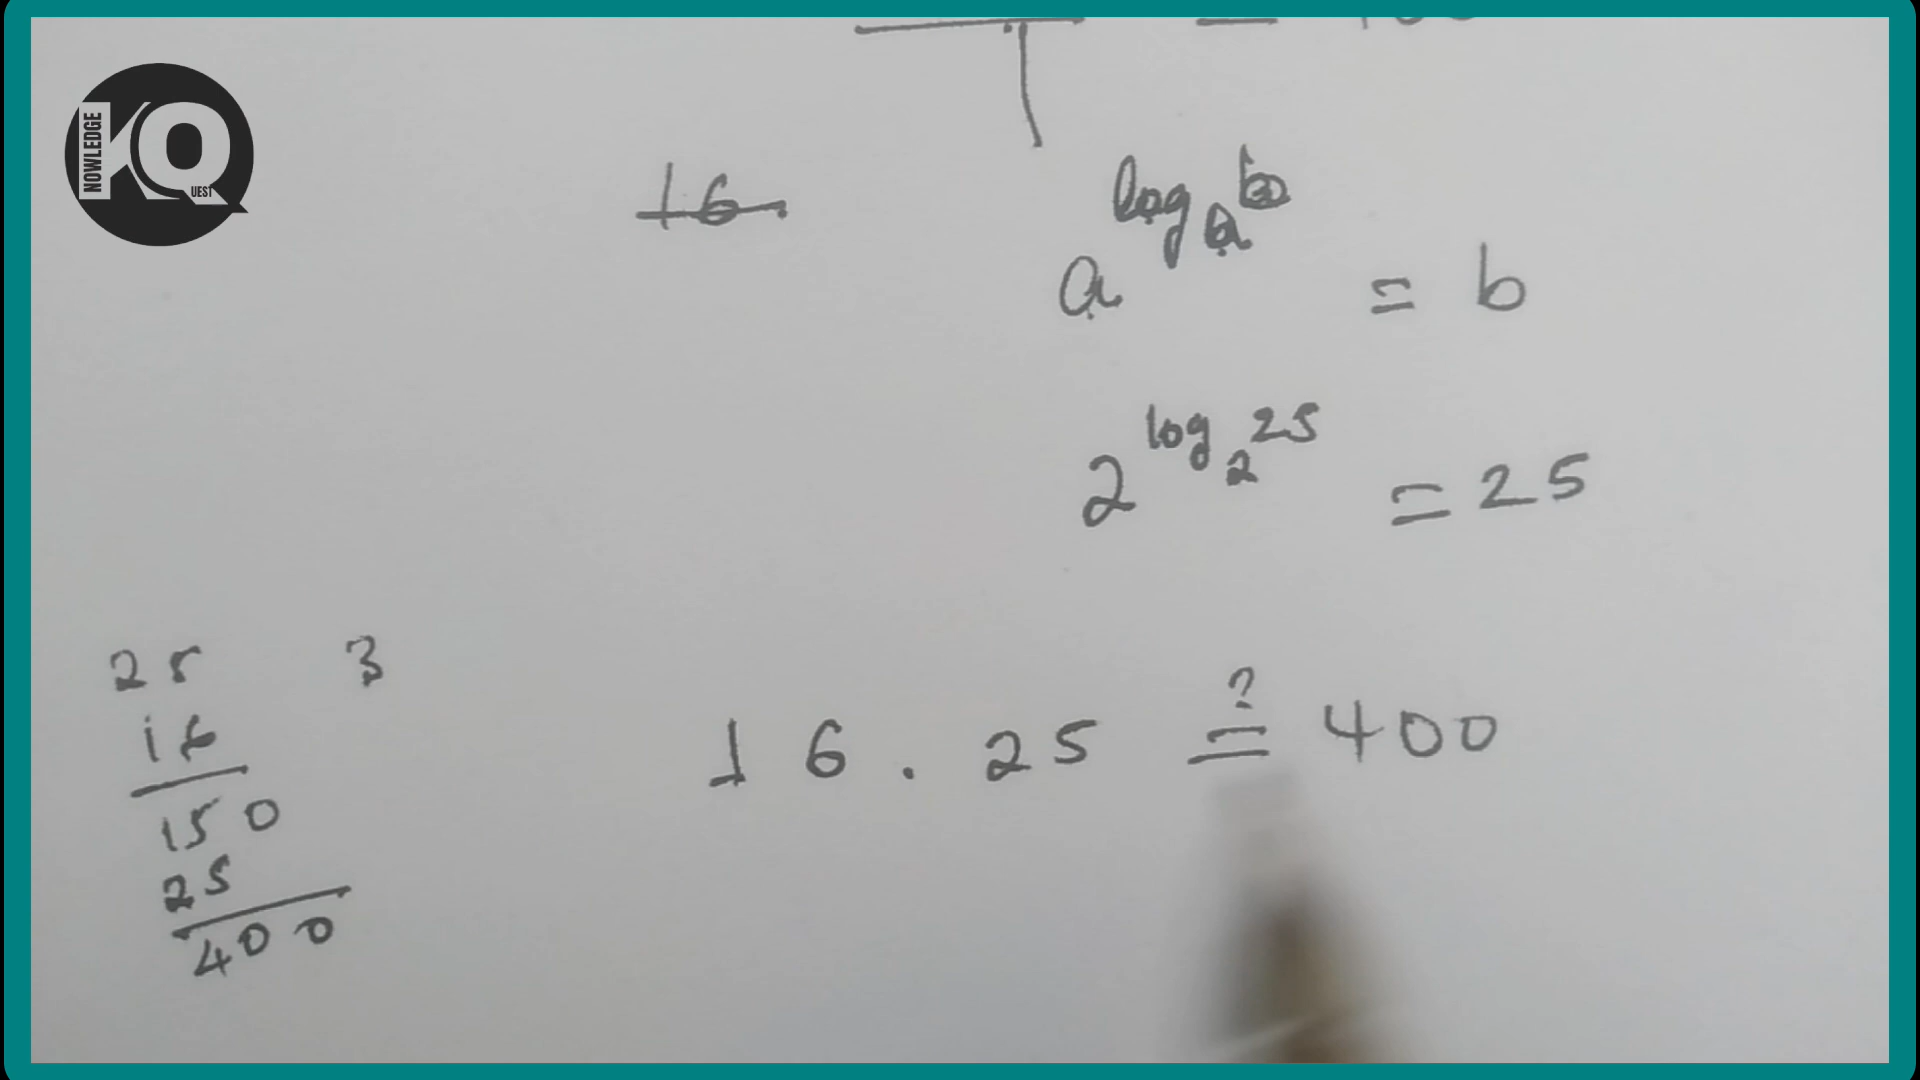 KNOWLEDGE QUEST
16
a^{log_a b} = b
2^{log_2 25} = 25
25 3
16
150
25
400
16 . 25 ≟ 400